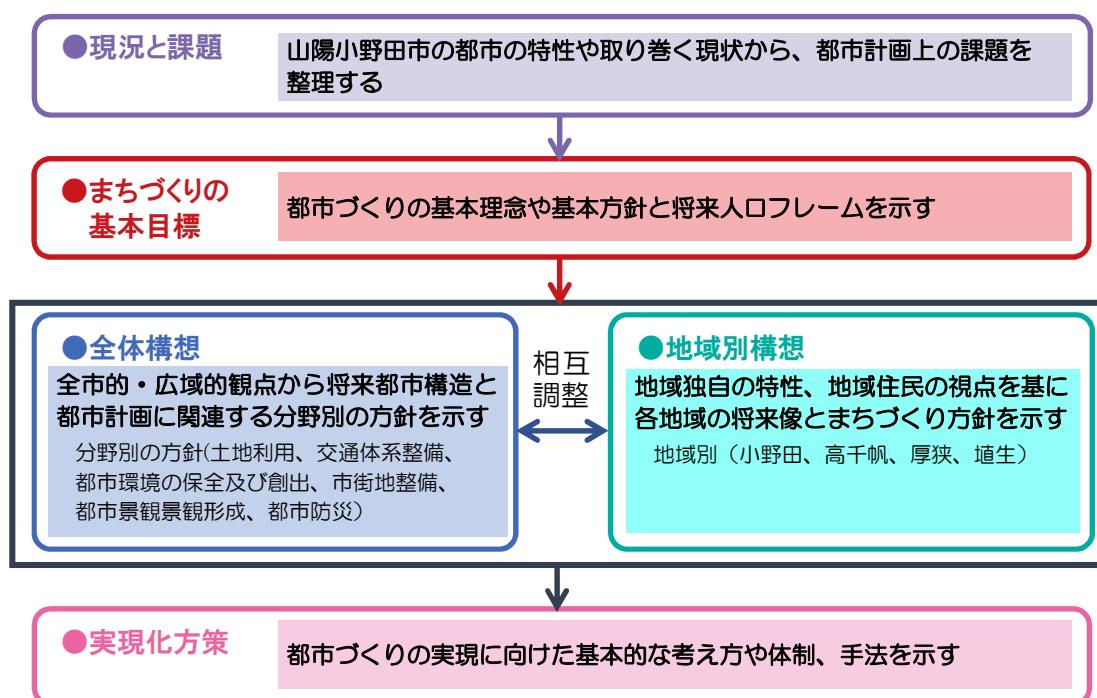 ●現況と課題
山陽小野田市の都市の特性や取り巻く現状から、都市計画上の課題を
整理する
●まちづくりの
基本目標
都市づくりの基本理念や基本方針と将来人口フレームを示す
●全体構想
全市的・広域的観点から将来都市構造と
都市計画に関連する分野別の方針を示す
分野別の方針(土地利用、交通体系整備、
都市環境の保全及び創出、市街地整備、
都市景観景観形成、都市防災）
相互
調整
●地域別構想
地域独自の特性、地域住民の視点を基に
各地域の将来像とまちづくり方針を示す
地域別（小野田、高千帆、厚狭、埴生）
●実現化方策
都市づくりの実現に向けた基本的な考え方や体制、手法を示す